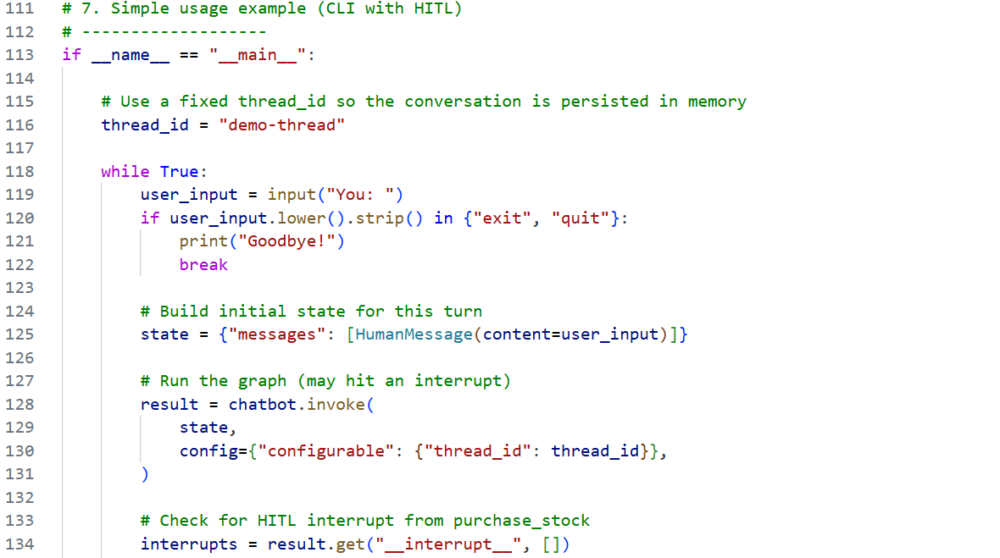 111 # 7. Simple usage example (CLI with HITL)
112 # -------------------
113 if __name__ == "__main__":
114
115     # Use a fixed thread_id so the conversation is persisted in memory
116     thread_id = "demo-thread"
117
118     while True:
119         user_input = input("You: ")
120         if user_input.lower().strip() in {"exit", "quit"}:
121             print("Goodbye!")
122             break
123
124         # Build initial state for this turn
125         state = {"messages": [HumanMessage(content=user_input)]}
126
127         # Run the graph (may hit an interrupt)
128         result = chatbot.invoke(
129             state,
130             config={"configurable": {"thread_id": thread_id}},
131         )
132
133         # Check for HITL interrupt from purchase_stock
134         interrupts = result.get("__interrupt__", [])